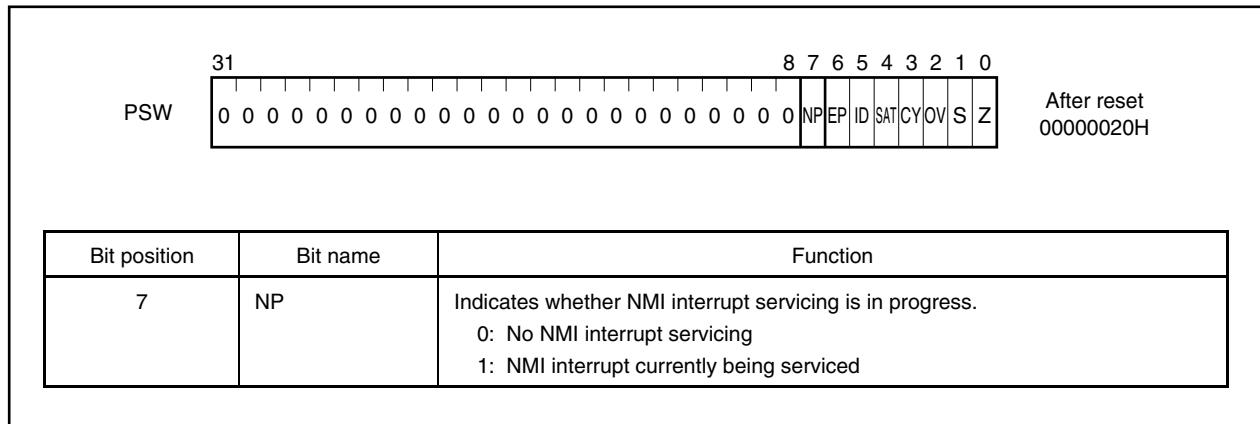 31 8 7 6 5 4 3 2 1 0
PSW 0 0 0 0 0 0 0 0 0 0 0 0 0 0 0 0 0 0 0 0 0 0 0 0 NP EP ID SAT CY OV S Z After reset
00000020H
Bit position Bit name Function
7 NP Indicates whether NMI interrupt servicing is in progress.
0: No NMI interrupt servicing
1: NMI interrupt currently being serviced